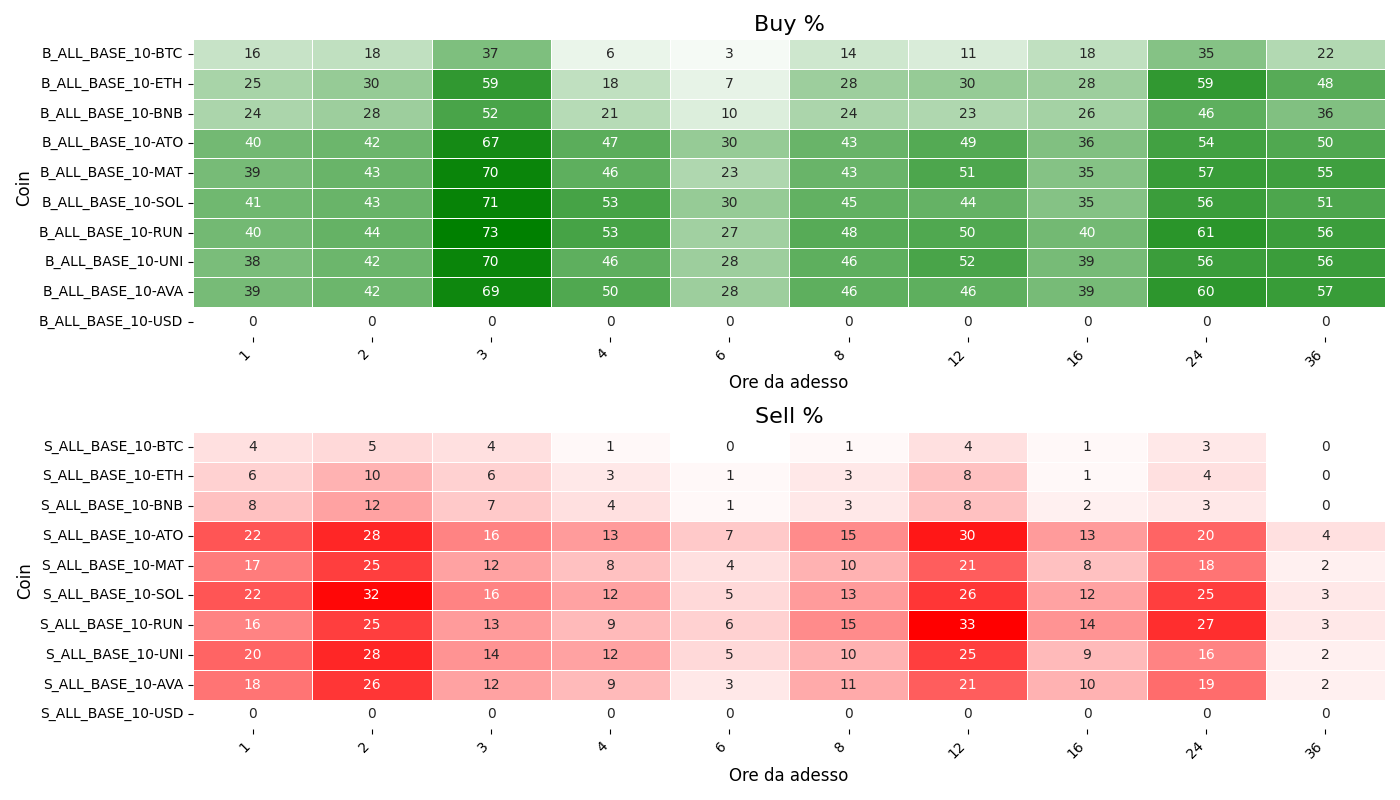 Buy %
Coin
B_ALL_BASE_10-BTC 16 18 37 6 3 14 11 18 35 22
B_ALL_BASE_10-ETH 25 30 59 18 7 28 30 28 59 48
B_ALL_BASE_10-BNB 24 28 52 21 10 24 23 26 46 36
B_ALL_BASE_10-ATO 40 42 67 47 30 43 49 36 54 50
B_ALL_BASE_10-MAT 39 43 70 46 23 43 51 35 57 55
B_ALL_BASE_10-SOL 41 43 71 53 30 45 44 35 56 51
B_ALL_BASE_10-RUN 40 44 73 53 27 48 50 40 61 56
B_ALL_BASE_10-UNI 38 42 70 46 28 46 52 39 56 56
B_ALL_BASE_10-AVA 39 42 69 50 28 46 46 39 60 57
B_ALL_BASE_10-USD 0 0 0 0 0 0 0 0 0 0
1 2 3 4 6 8 12 16 24 36
Ore da adesso
Sell %
Coin
S_ALL_BASE_10-BTC 4 5 4 1 0 1 4 1 3 0
S_ALL_BASE_10-ETH 6 10 6 3 1 3 8 1 4 0
S_ALL_BASE_10-BNB 8 12 7 4 1 3 8 2 3 0
S_ALL_BASE_10-ATO 22 28 16 13 7 15 30 13 20 4
S_ALL_BASE_10-MAT 17 25 12 8 4 10 21 8 18 2
S_ALL_BASE_10-SOL 22 32 16 12 5 13 26 12 25 3
S_ALL_BASE_10-RUN 16 25 13 9 6 15 33 14 27 3
S_ALL_BASE_10-UNI 20 28 14 12 5 10 25 9 16 2
S_ALL_BASE_10-AVA 18 26 12 9 3 11 21 10 19 2
S_ALL_BASE_10-USD 0 0 0 0 0 0 0 0 0 0
1 2 3 4 6 8 12 16 24 36
Ore da adesso